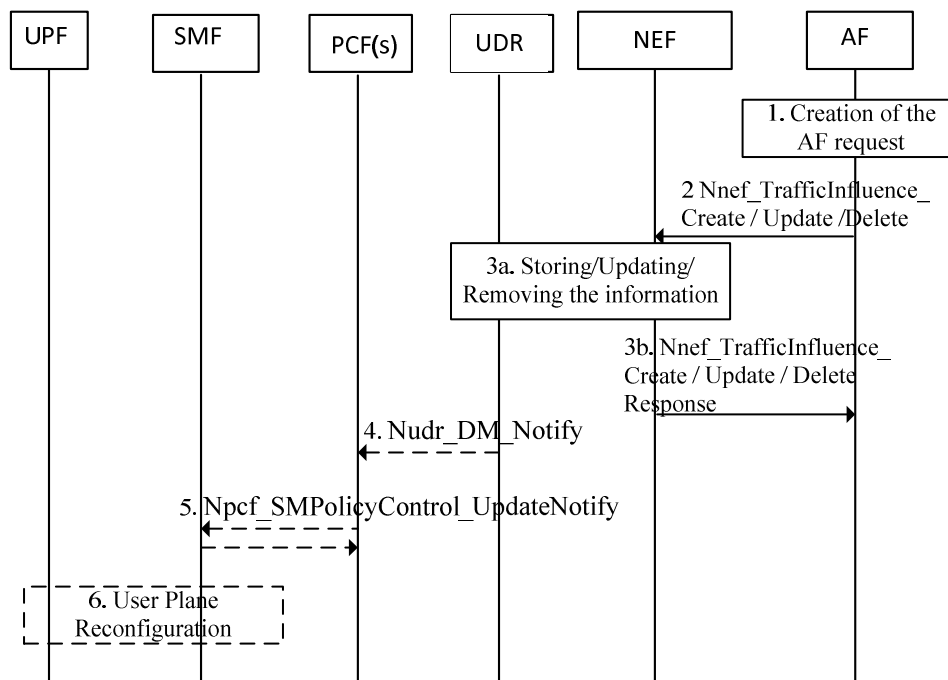 UPF
SMF
PCF(s)
UDR
NEF
AF
1. Creation of the
AF request
2 Nnef_TrafficInfluence_
Create / Update /Delete
3a. Storing/Updating/
Removing the information
3b. Nnef_TrafficInfluence_
Create / Update / Delete
Response
4. Nudr_DM_Notify
5. Npcf_SMPolicyControl_UpdateNotify
6. User Plane
Reconfiguration